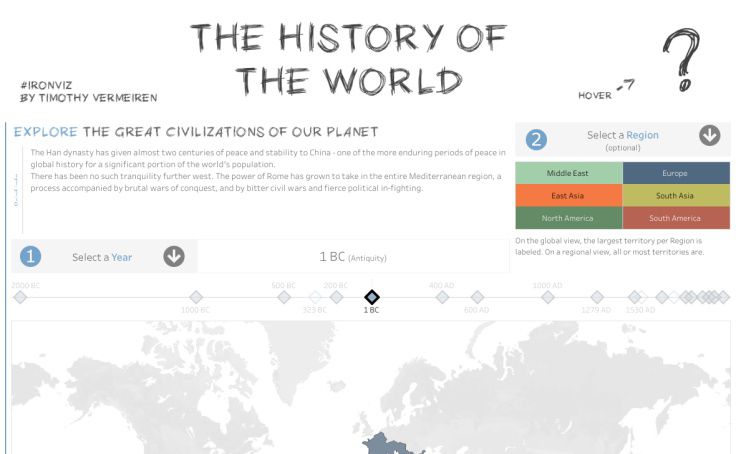 THE HISTORY OF
THE WORLD
#IRONVIZ
BY TIMOTHY VERMEIREN
HOVER
?
EXPLORE THE GREAT CIVILIZATIONS OF OUR PLANET
The Han dynasty has given almost two centuries of peace and stability to China - one of the more enduring periods of peace in
global history for a significant portion of the world's population.
There has been no such tranquility further west. The power of Rome has grown to take in the entire Mediterranean region, a
process accompanied by brutal wars of conquest, and by bitter civil wars and fierce political in-fighting.
2 Select a Region
(optional)
Middle East Europe
East Asia South Asia
North America South America
On the global view, the largest territory per Region is
labeled. On a regional view, all or most territories are.
1 Select a Year
1 BC (Antiquity)
2000 BC 500 BC 200 BC 400 AD 1000 AD
1000 BC 323 BC 1 BC 600 AD 1279 AD 1530 AD